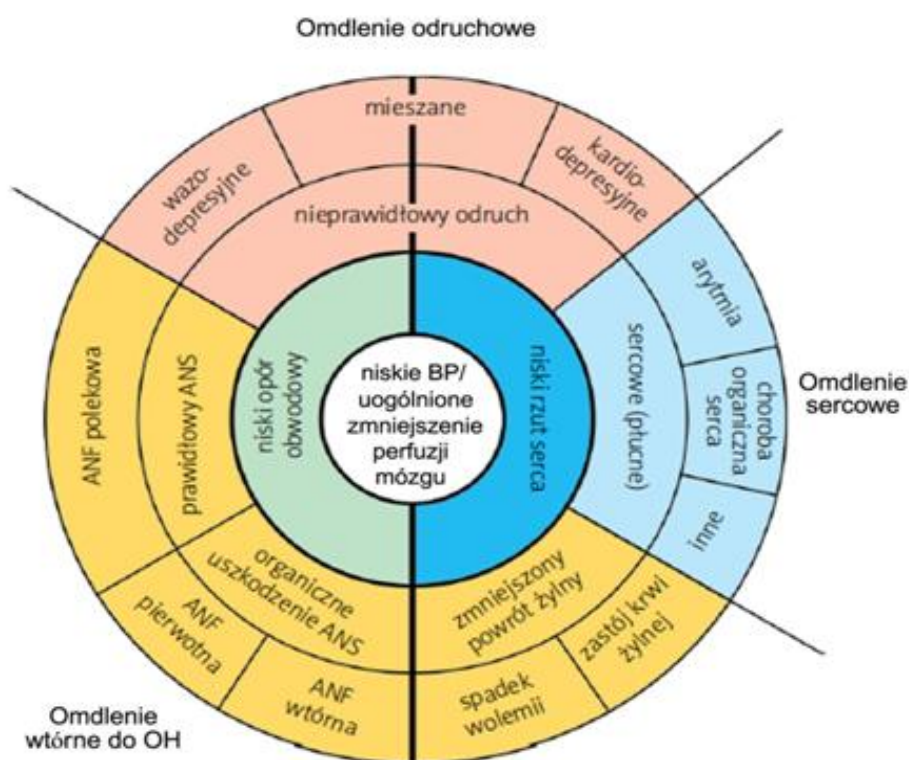 Omdlenie odruchowe
mieszane
wazo-
depresyjne
kardio-
depresyjne
nieprawidłowy odruch
arytmia
ANF polekowa
prawidłowy ANS
niski opór
obwodowy
niskie BP/
uogólnione
zmniejszenie
perfuzji
mózgu
niski rzut serca
sercowe (płucne)
choroba
organiczna
serca
Omdlenie
sercowe
inne
organiczne
uszkodzenie ANS
zmniejszony
powrót żylny
zastój krwi
żylnej
ANF
pierwotna
ANF
wtórna
spadek
wolemii
Omdlenie
wtórne do OH